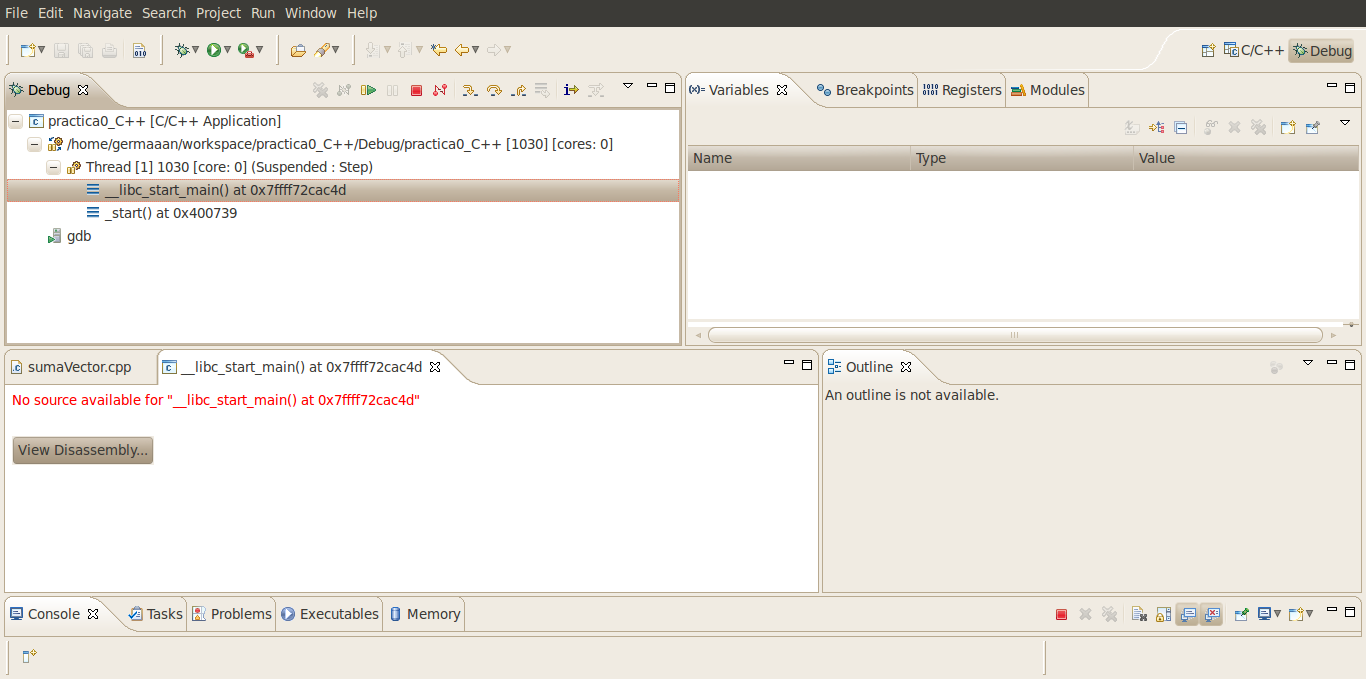 File Edit Navigate Search Project Run Window Help
C/C++ Debug
Debug
practica0_C++ [C/C++ Application]
/home/germaaan/workspace/practica0_C++/Debug/practica0_C++ [1030] [cores: 0]
Thread [1] 1030 [core: 0] (Suspended : Step)
__libc_start_main() at 0x7ffff72cac4d
_start() at 0x400739
gdb
(x)= Variables Breakpoints Registers Modules
Name Type Value
sumaVector.cpp __libc_start_main() at 0x7ffff72cac4d
No source available for "__libc_start_main() at 0x7ffff72cac4d"
View Disassembly...
Outline
An outline is not available.
Console Tasks Problems Executables Memory